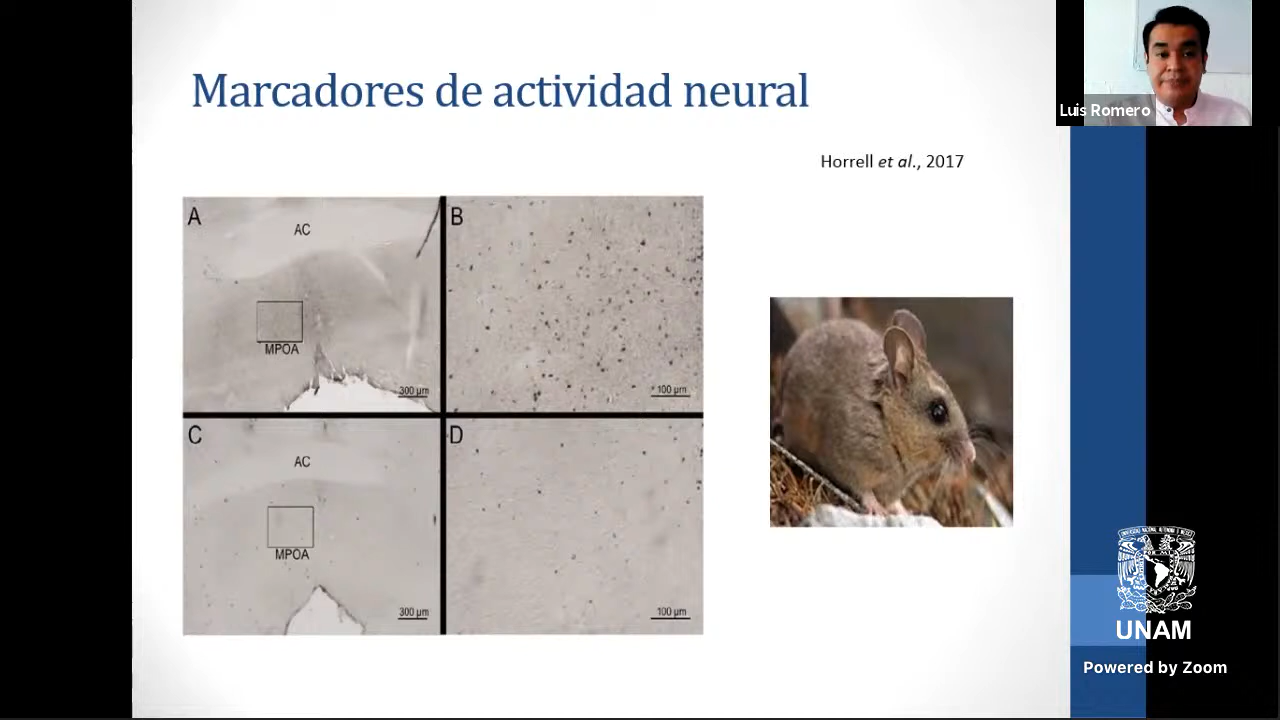 Marcadores de actividad neural
Luis Romero
Horrell et al., 2017
A
AC
MPOA
300 µm
B
100 µm
C
AC
MPOA
300 µm
D
100 µm
UNAM
Powered by Zoom